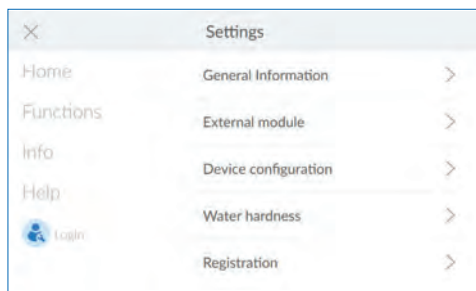 Settings
Home
Functions
Info
Help
Login
General Information
External module
Device configuration
Water hardness
Registration